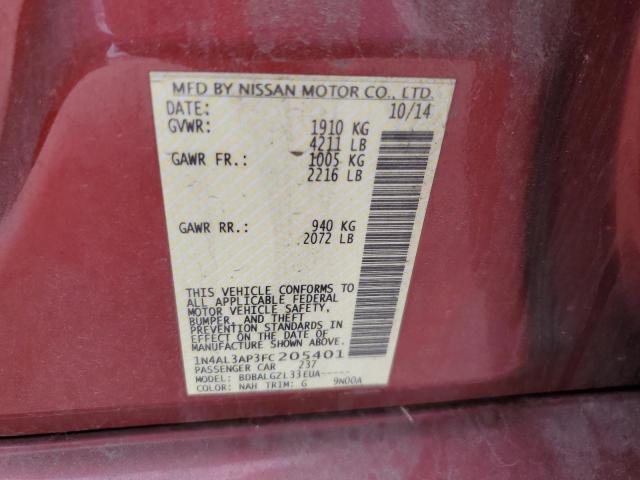 MFD BY NISSAN MOTOR CO., LTD.
DATE: 10/14
GVWR: 1910 KG
4211 LB
GAWR FR.: 1005 KG
2216 LB
GAWR RR.: 940 KG
2072 LB
THIS VEHICLE CONFORMS TO
ALL APPLICABLE FEDERAL
MOTOR VEHICLE SAFETY,
BUMPER, AND THEFT
PREVENTION STANDARDS IN
EFFECT ON THE DATE OF
MANUFACTURE SHOWN ABOVE.
1N4AL3AP3FC205401
PASSENGER CAR 237
MODEL: BDBALGZL33EUA-----
COLOR: NAH TRIM: G 9N00A